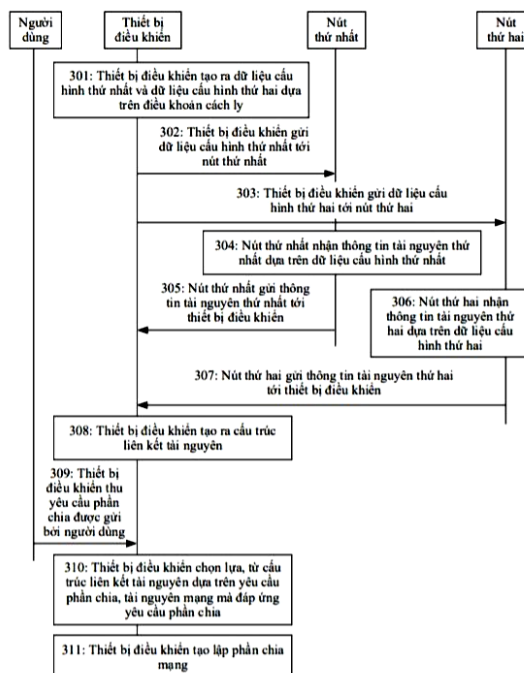 Người
dùng
Thiết bị
điều khiển
Nút
thứ nhất
Nút
thứ hai
301: Thiết bị điều khiển tạo ra dữ liệu cấu
hình thứ nhất và dữ liệu cấu hình thứ hai dựa
trên điều khoản cách ly
302: Thiết bị điều khiển gửi
dữ liệu cấu hình thứ nhất tới
nút thứ nhất
303: Thiết bị điều khiển gửi dữ liệu cấu
hình thứ hai tới nút thứ hai
304: Nút thứ nhất nhận thông tin tài nguyên thứ
nhất dựa trên dữ liệu cấu hình thứ nhất
305: Nút thứ nhất gửi thông
tin tài nguyên thứ nhất tới
thiết bị điều khiển
306: Nút thứ hai nhận
thông tin tài nguyên thứ
hai dựa trên dữ liệu cấu
hình thứ hai
307: Nút thứ hai gửi thông tin tài nguyên thứ hai
tới thiết bị điều khiển
308: Thiết bị điều khiển tạo ra cấu trúc
liên kết tài nguyên
309: Thiết bị
điều khiển thu
yêu cầu phần
chia được gửi
bởi người dùng
310: Thiết bị điều khiển chọn lựa, từ cấu
trúc liên kết tài nguyên dựa trên yêu cầu
phần chia, tài nguyên mạng mà đáp ứng
yêu cầu phần chia
311: Thiết bị điều khiển tạo lập phần chia
mạng